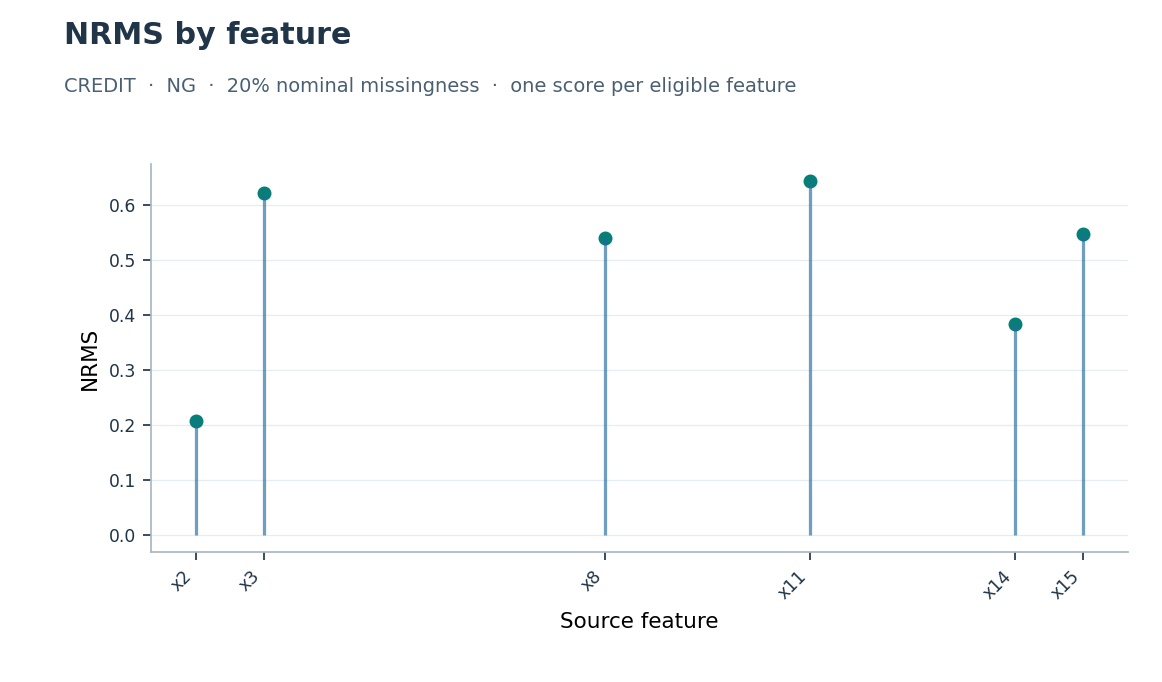 NRMS by feature
CREDIT · NG · 20% nominal missingness · one score per eligible feature
0.6
0.5
0.4
0.3
0.2
0.1
0.0
NRMS
x2 x3 x8 x11 x14 x15
Source feature